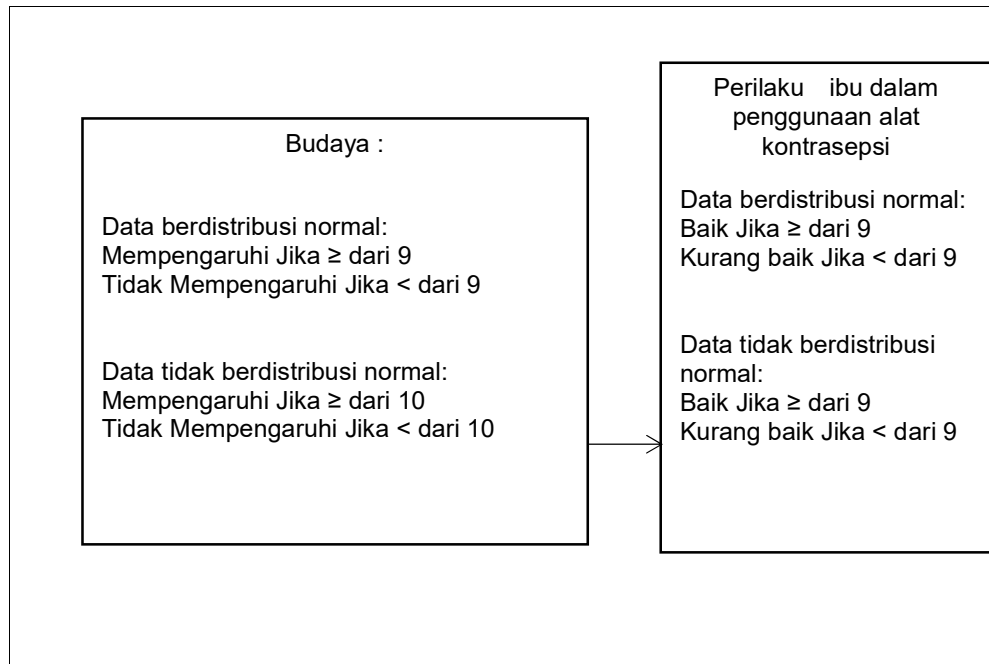 Budaya :
Data berdistribusi normal:
Mempengaruhi Jika ≥ dari 9
Tidak Mempengaruhi Jika < dari 9
Data tidak berdistribusi normal:
Mempengaruhi Jika ≥ dari 10
Tidak Mempengaruhi Jika < dari 10
Perilaku ibu dalam
penggunaan alat
kontrasepsi
Data berdistribusi normal:
Baik Jika ≥ dari 9
Kurang baik Jika < dari 9
Data tidak berdistribusi
normal:
Baik Jika ≥ dari 9
Kurang baik Jika < dari 9